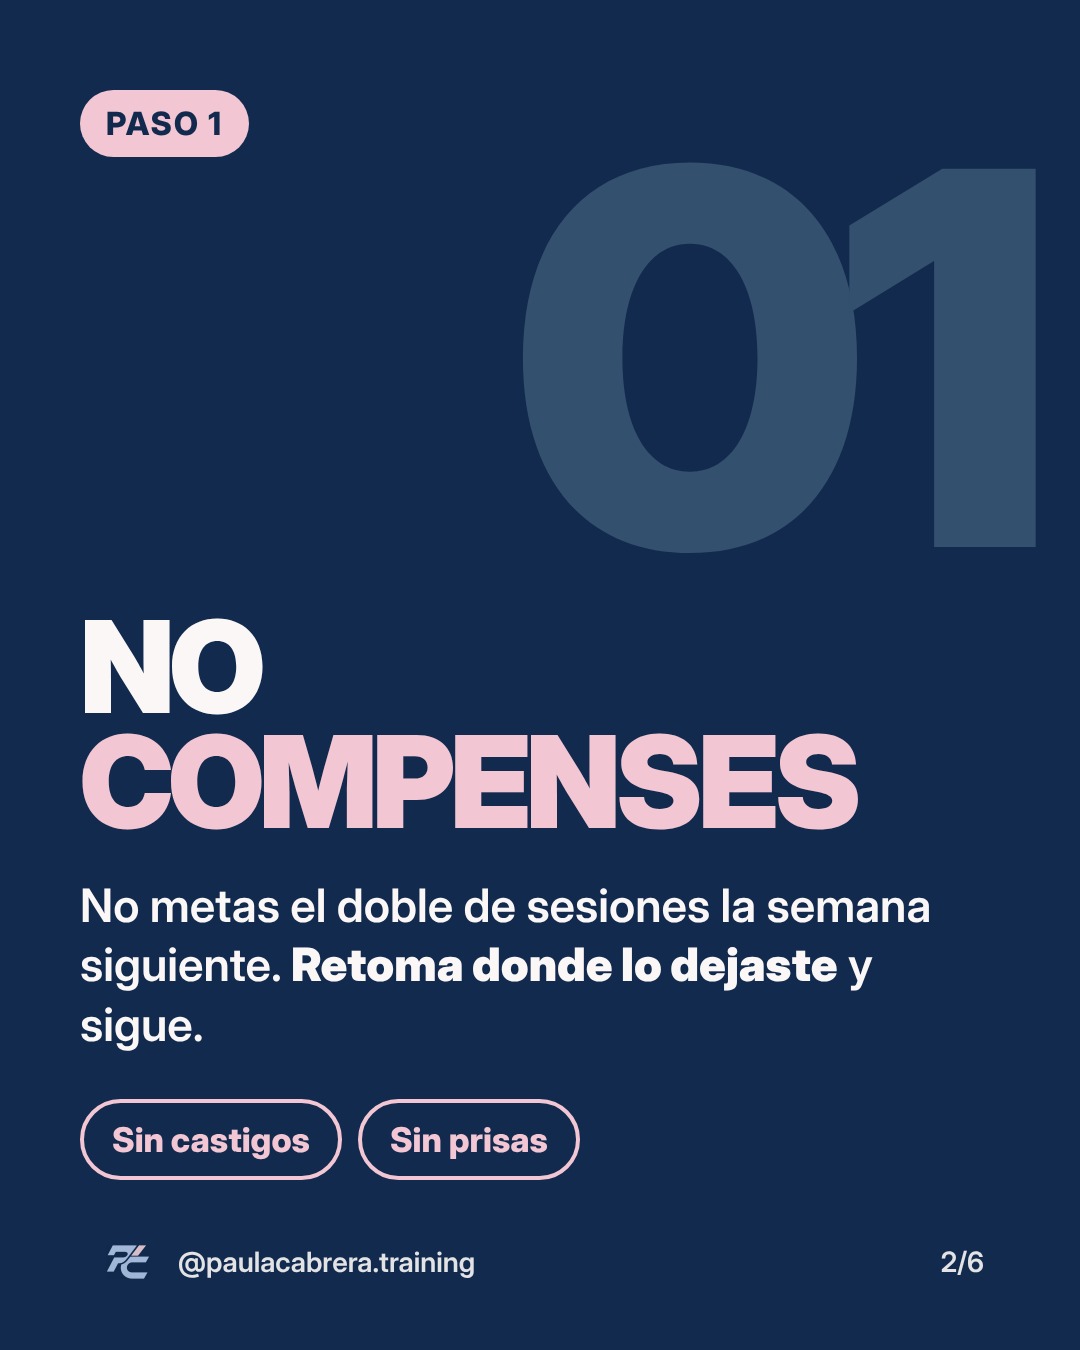 PASO 1
01
NO
COMPENSES
No metas el doble de sesiones la semana
siguiente. Retoma donde lo dejaste y
sigue.
Sin castigos
Sin prisas
PC @paulacabrera.training
2/6